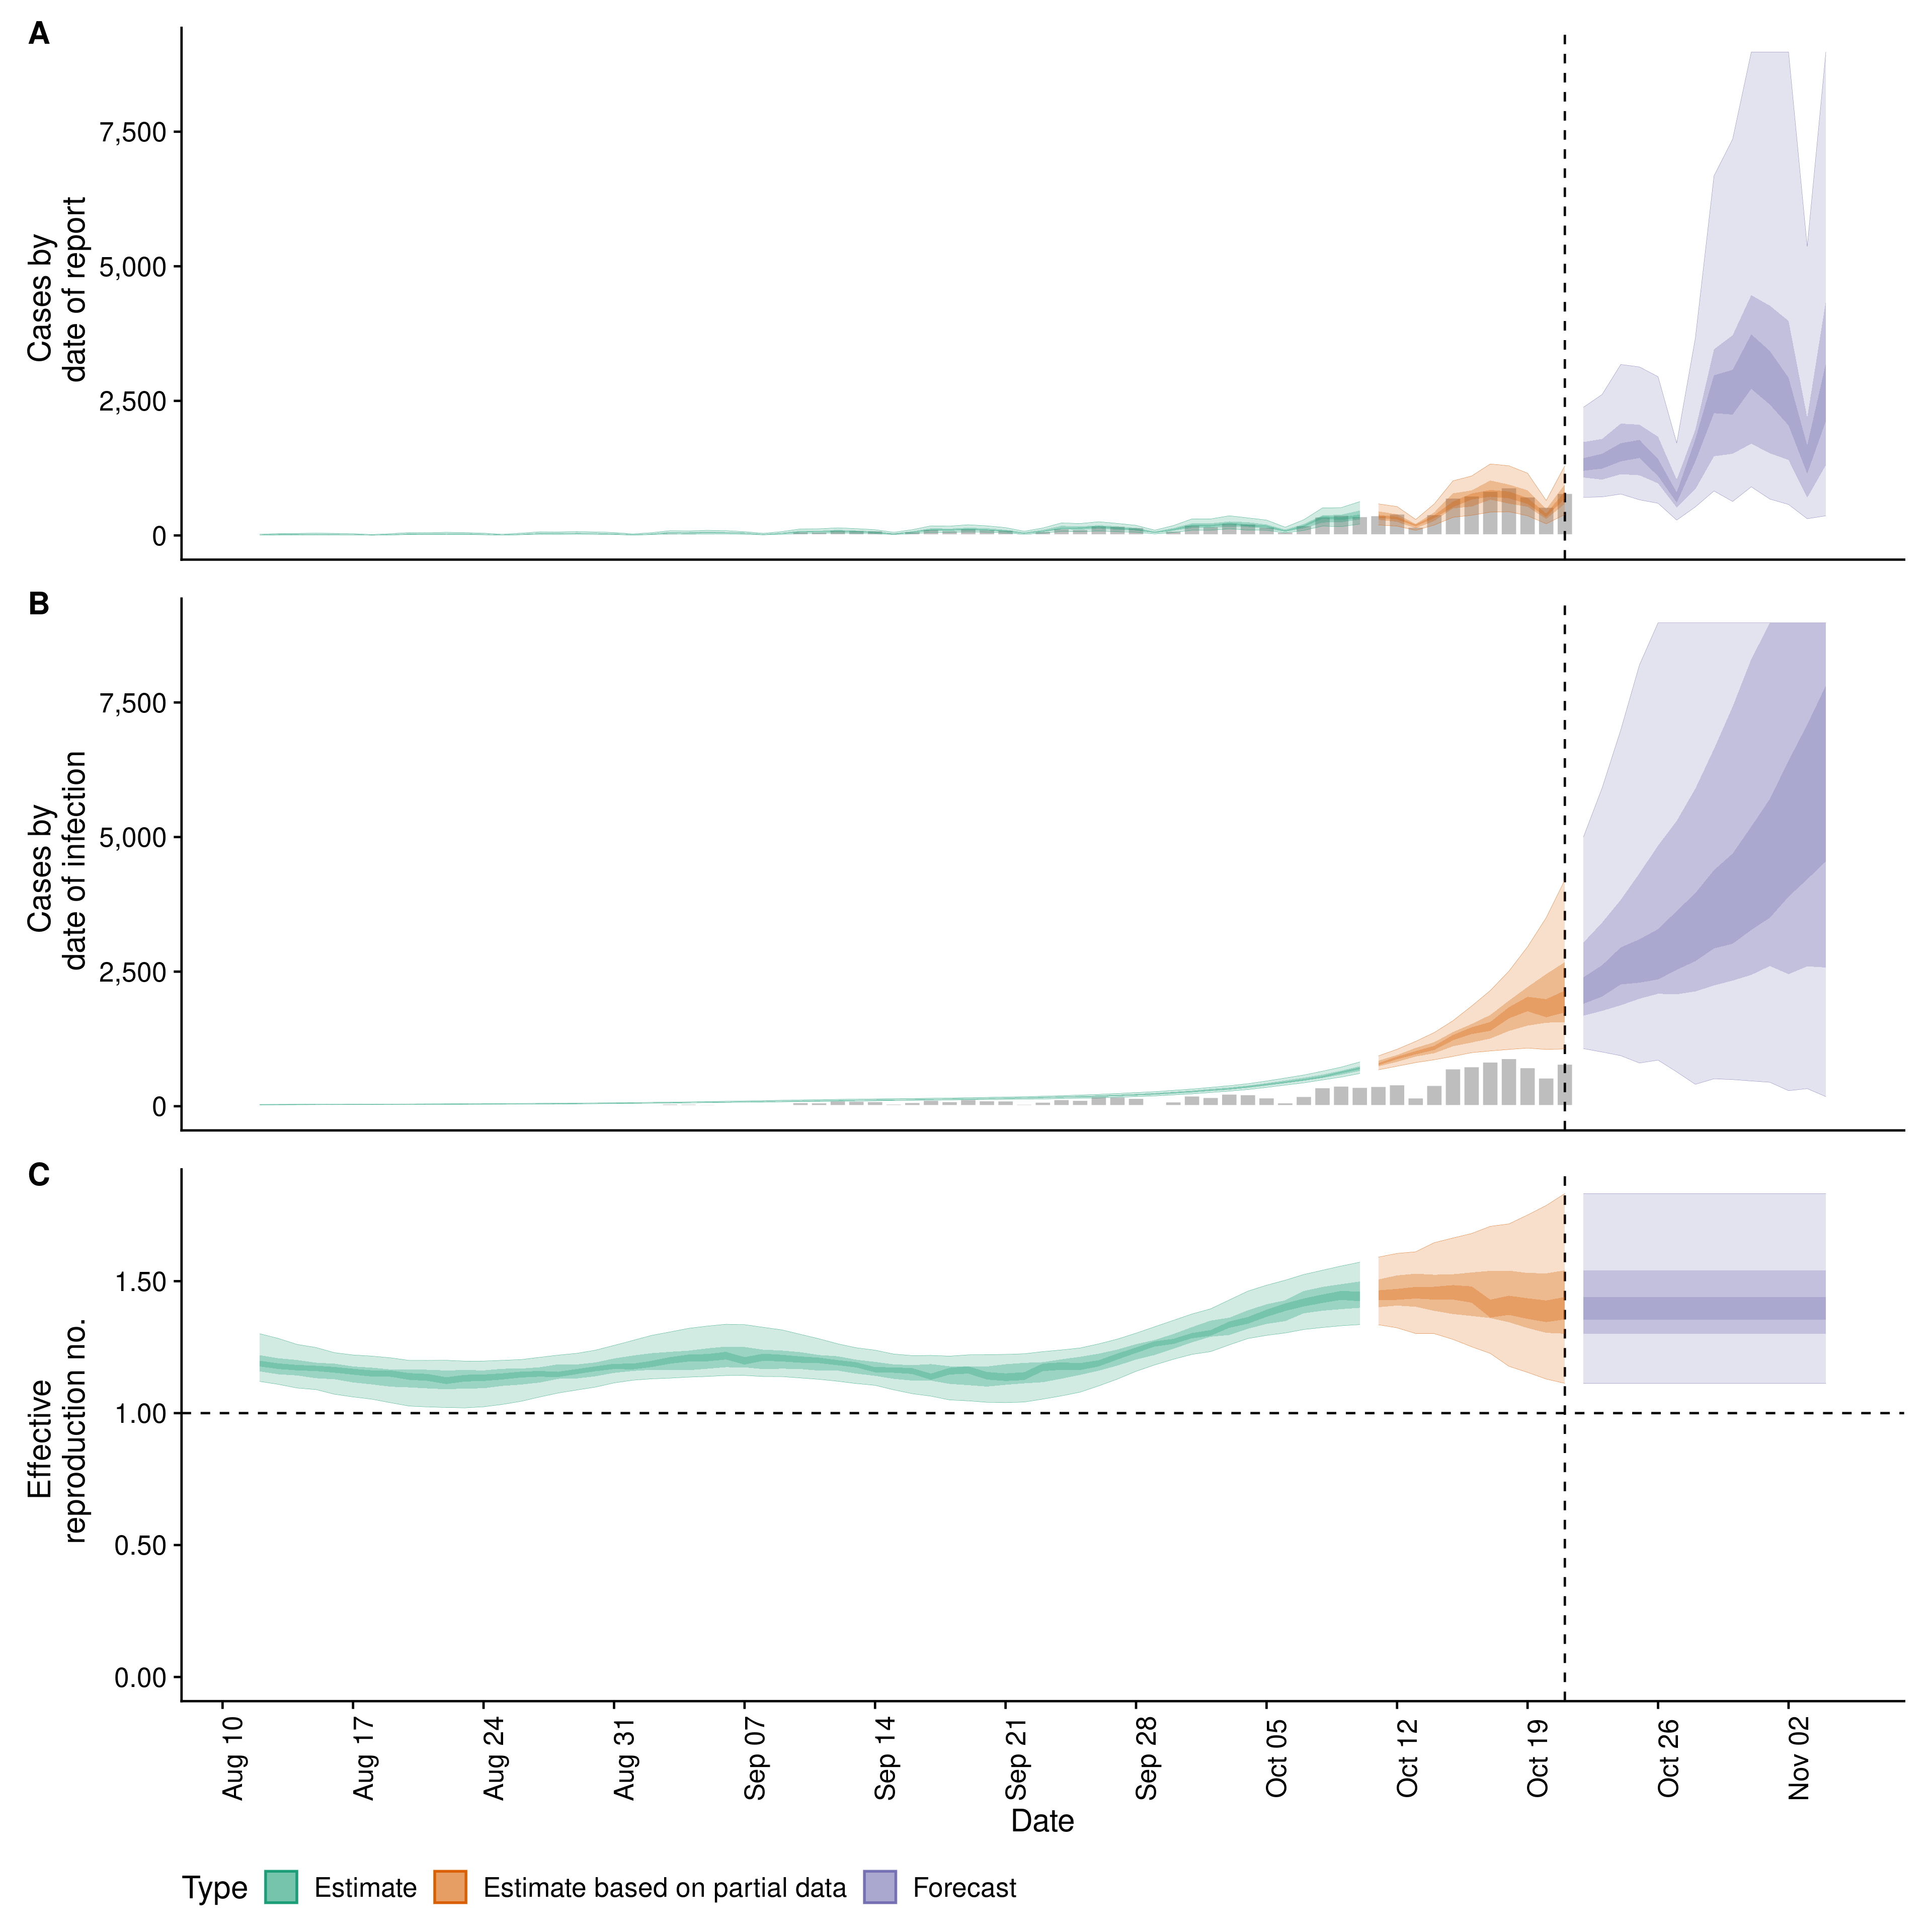 A
Cases by
date of report
7,500
5,000
2,500
0
B
Cases by
date of infection
7,500
5,000
2,500
0
C
Effective
reproduction no.
1.50
1.00
0.50
0.00
Aug 10
Aug 17
Aug 24
Aug 31
Sep 07
Sep 14
Sep 21
Sep 28
Oct 05
Oct 12
Oct 19
Oct 26
Nov 02
Date
Type Estimate Estimate based on partial data Forecast